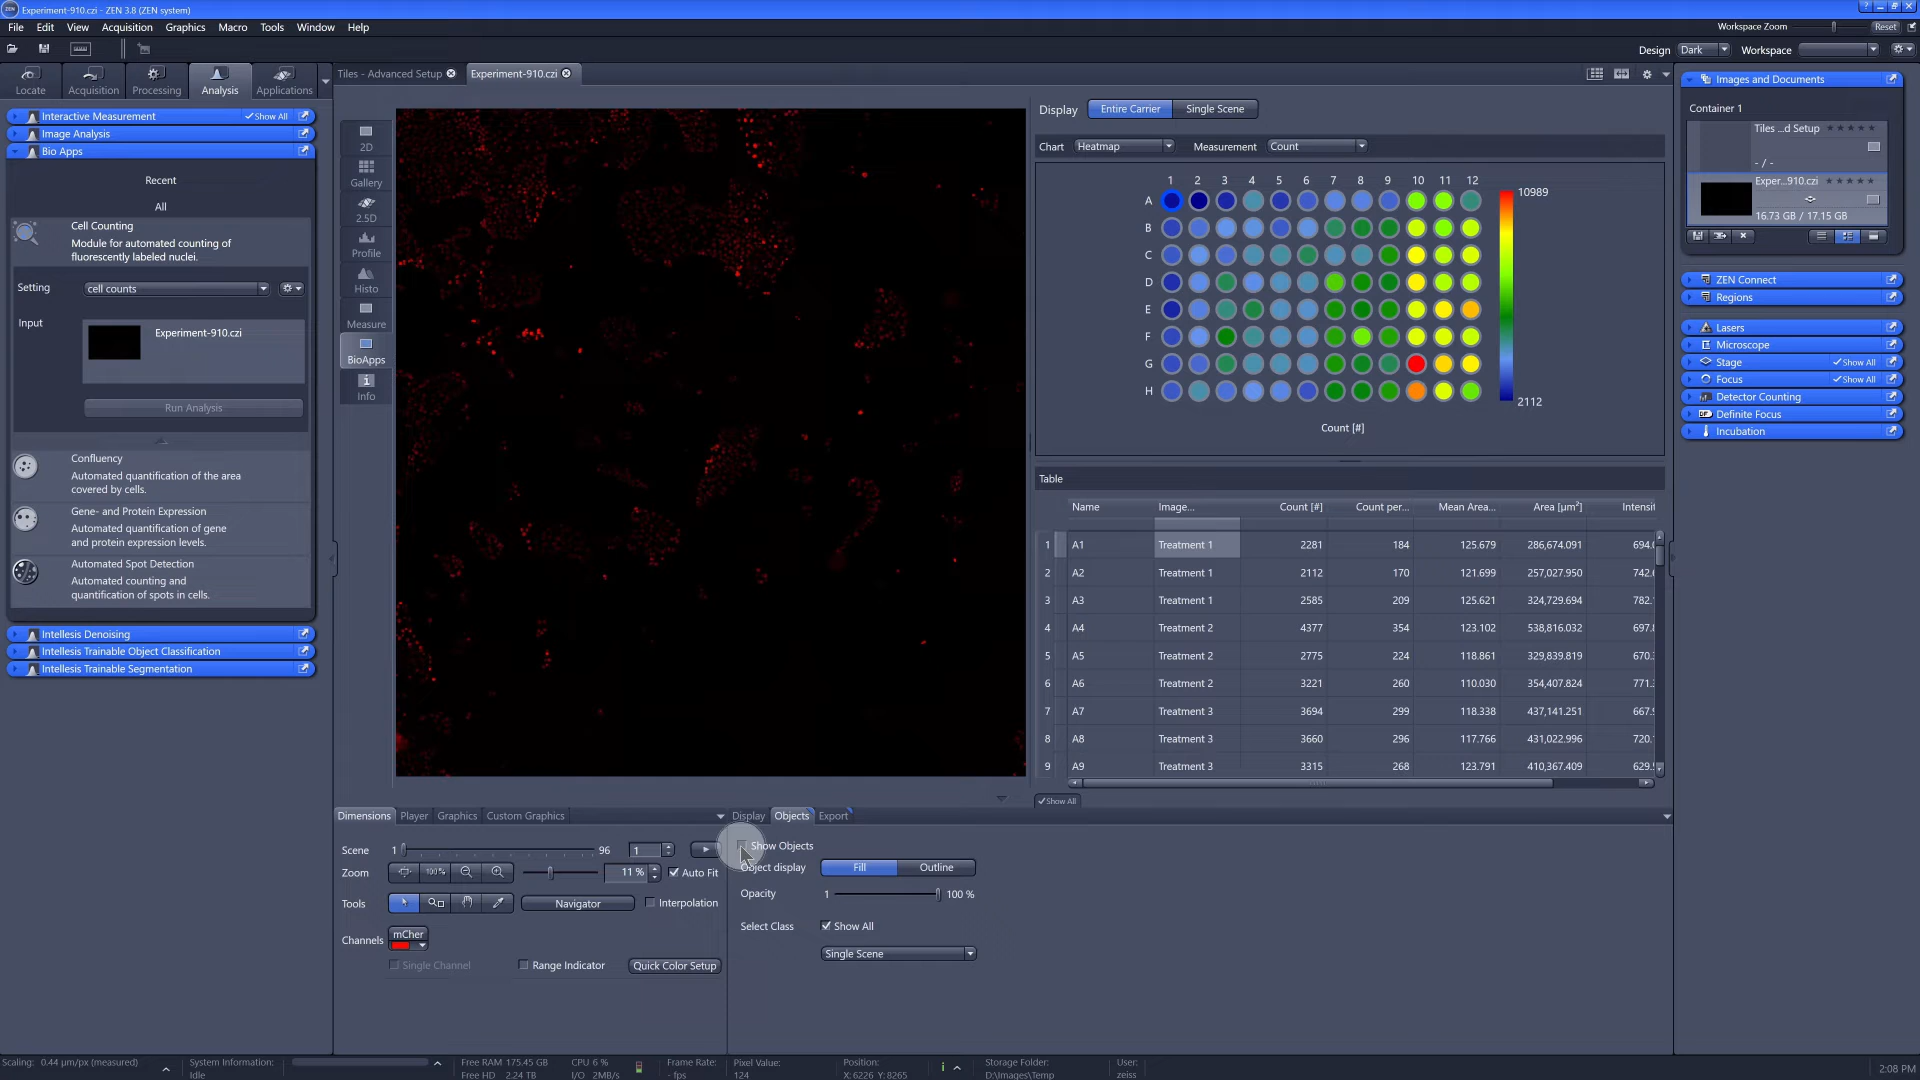 Experiment-910.czi - ZEN 3.8 (ZEN system)
File Edit View Acquisition Graphics Macro Tools Window Help
Workspace Zoom Reset
Design Dark Workspace
Locate Acquisition Processing Analysis Applications
Tiles - Advanced Setup Experiment-910.czi
Interactive Measurement Show All
Image Analysis
Bio Apps
Recent
All
Cell Counting
Module for automated counting of
fluorescently labeled nuclei.
Setting cell counts
Input Experiment-910.czi
Run Analysis
Confluency
Automated quantification of the area
covered by cells.
Gene- and Protein Expression
Automated quantification of gene
and protein expression levels.
Automated Spot Detection
Automated counting and
quantification of spots in cells.
Intellesis Denoising
Intellesis Trainable Object Classification
Intellesis Trainable Segmentation
2D
Gallery
2.5D
Profile
Histo
Measure
BioApps
Info
Display Entire Carrier Single Scene
Chart Heatmap Measurement Count
1 2 3 4 5 6 7 8 9 10 11 12
A
B
C
D
E
F
G
H
10989
2112
Count [#]
Table
Name Image... Count [#] Count per... Mean Area... Area [µm²] Intensit
1 A1 Treatment 1 2281 184 125.679 286,674.091 694.
2 A2 Treatment 1 2112 170 121.699 257,027.950 742.
3 A3 Treatment 1 2585 209 125.621 324,729.694 782.
4 A4 Treatment 2 4377 354 123.102 538,816.032 697.
5 A5 Treatment 2 2775 224 118.861 329,839.819 670.
6 A6 Treatment 2 3221 260 110.030 354,407.824 771.
7 A7 Treatment 3 3694 299 118.338 437,141.251 667.
8 A8 Treatment 3 3660 296 117.766 431,022.996 720.
9 A9 Treatment 3 3315 268 123.791 410,367.409 629.
Show All
Dimensions Player Graphics Custom Graphics
Scene 1 96 1
Zoom 100% 11 % Auto Fit
Tools Navigator Interpolation
Channels mCher
Single Channel Range Indicator Quick Color Setup
Display Objects Export
Show Objects
Object display Fill Outline
Opacity 1 100 %
Select Class Show All
Single Scene
Images and Documents
Container 1
Tiles ...d Setup
- / -
Exper...910.czi
16.73 GB / 17.15 GB
ZEN Connect
Regions
Lasers
Microscope
Stage Show All
Focus Show All
Detector Counting
Definite Focus
Incubation
Scaling: 0.44 µm/px (measured)
System Information:
Idle
Free RAM 175.45 GB
Free HD 2.24 TB
CPU 6 %
I/O 2MB/s
Frame Rate:
- fps
Pixel Value:
124
Position:
X: 6226 Y: 8265
Storage Folder:
D:\Images\Temp
User:
zeiss
2:08 PM